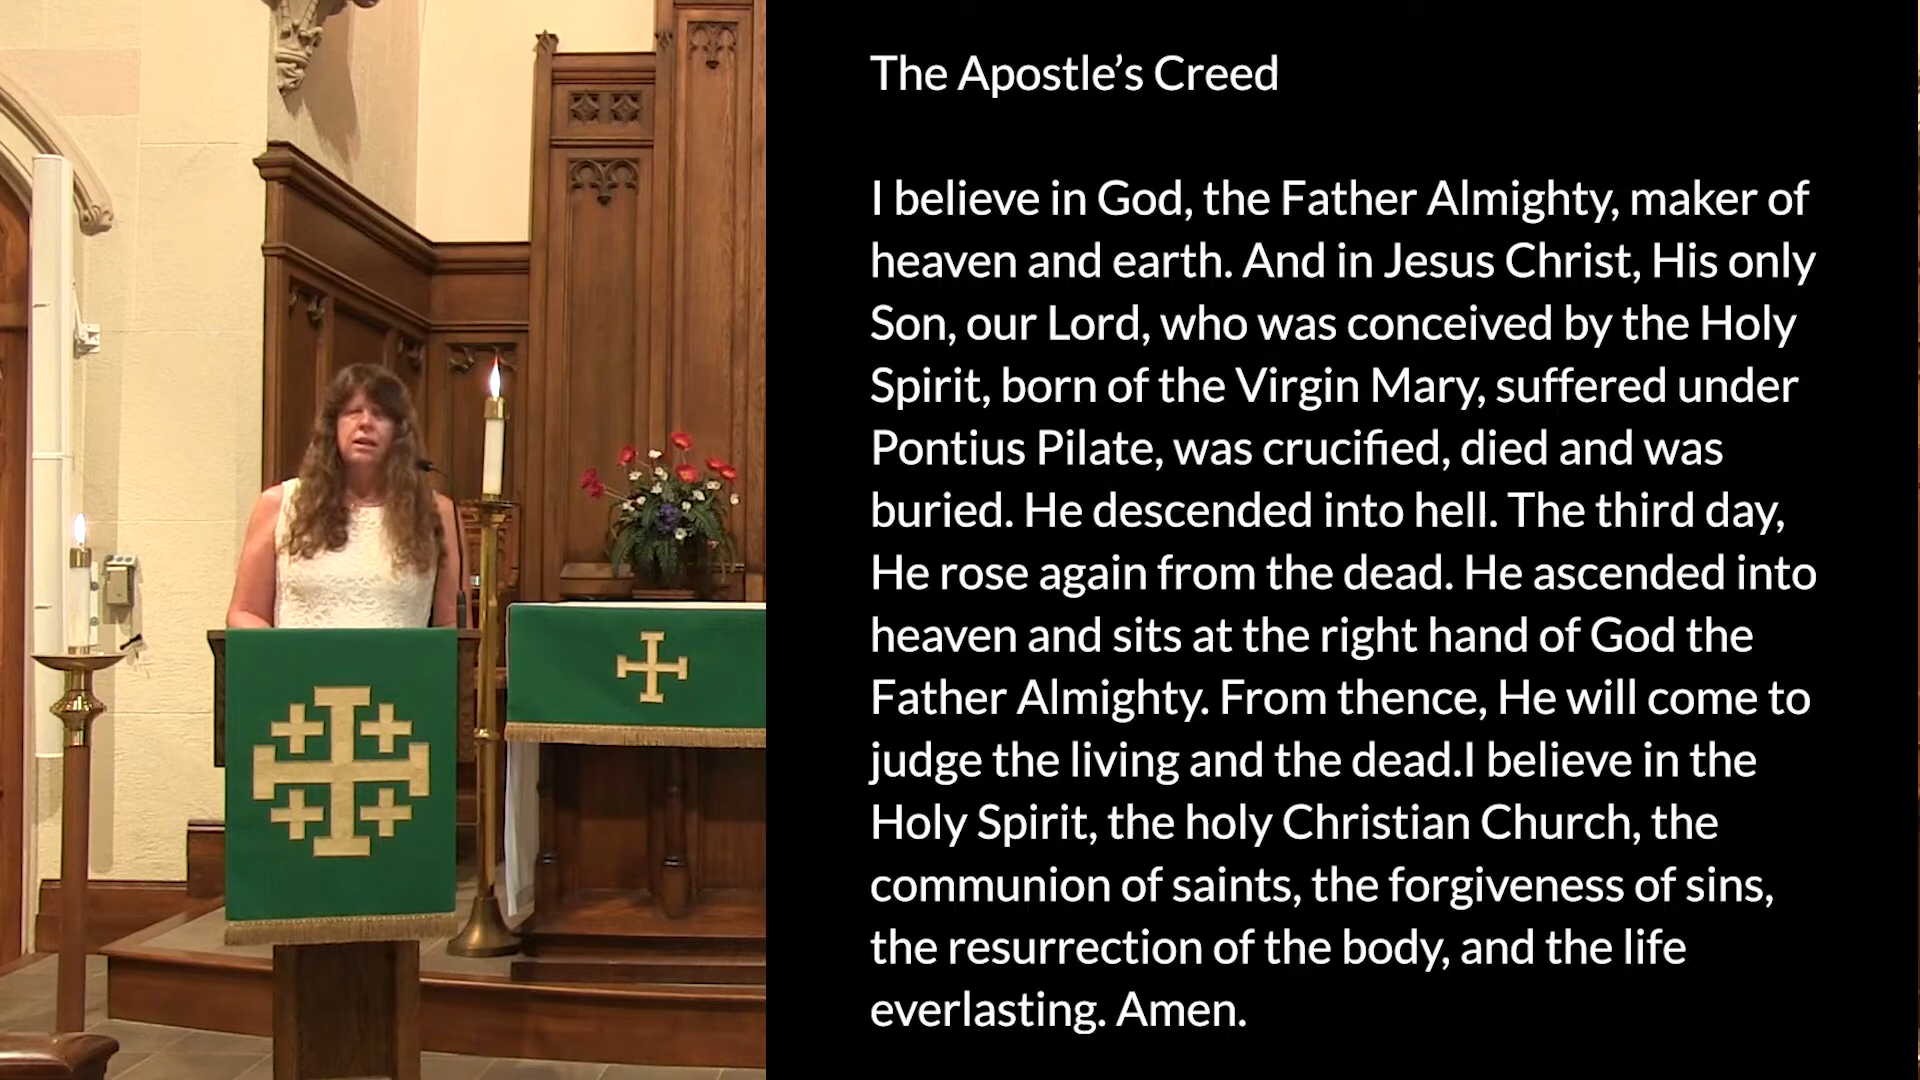 The Apostle’s Creed
I believe in God, the Father Almighty, maker of
heaven and earth. And in Jesus Christ, His only
Son, our Lord, who was conceived by the Holy
Spirit, born of the Virgin Mary, suffered under
Pontius Pilate, was crucified, died and was
buried. He descended into hell. The third day,
He rose again from the dead. He ascended into
heaven and sits at the right hand of God the
Father Almighty. From thence, He will come to
judge the living and the dead.I believe in the
Holy Spirit, the holy Christian Church, the
communion of saints, the forgiveness of sins,
the resurrection of the body, and the life
everlasting. Amen.